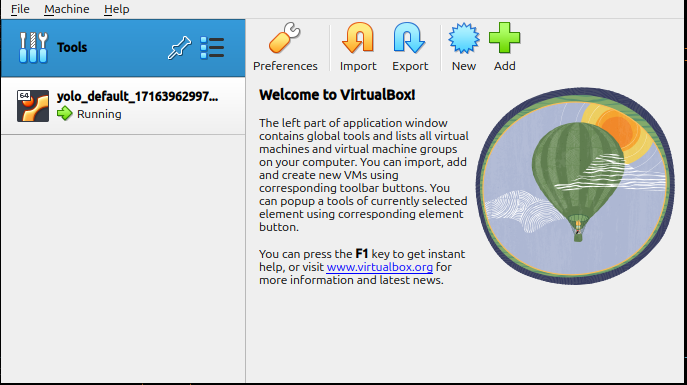 File Machine Help
Tools
Preferences Import Export New Add
64
yolo_default_17163962997...
Running
Welcome to VirtualBox!
The left part of application window
contains global tools and lists all virtual
machines and virtual machine groups
on your computer. You can import, add
and create new VMs using
corresponding toolbar buttons. You
can popup a tools of currently selected
element using corresponding element
button.
You can press the F1 key to get instant
help, or visit www.virtualbox.org for
more information and latest news.